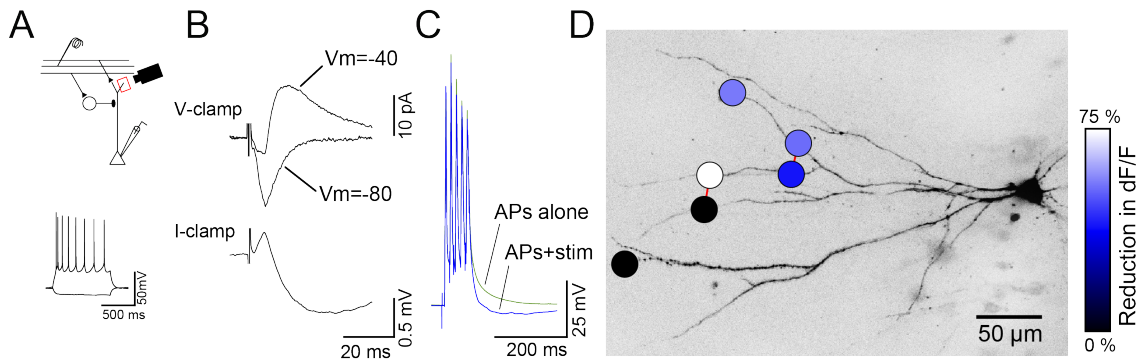 A
B
C
D
V-clamp
Vm=-40
Vm=-80
10 pA
I-clamp
0.5 mV
20 ms
50mV
500 ms
APs alone
APs+stim
25 mV
200 ms
50 µm
75 %
Reduction in dF/F
0 %